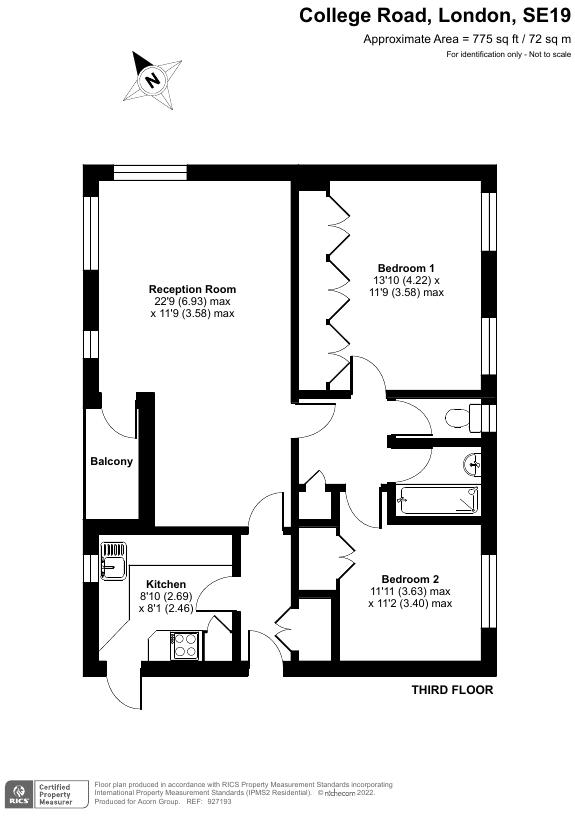 College Road, London, SE19
Approximate Area = 775 sq ft / 72 sq m
For identification only - Not to scale
N
Bedroom 1
13'10 (4.22) x
11'9 (3.58) max
Reception Room
22'9 (6.93) max
x 11'9 (3.58) max
Balcony
Kitchen
8'10 (2.69)
x 8'1 (2.46)
Bedroom 2
11'11 (3.63) max
x 11'2 (3.40) max
THIRD FLOOR
RICS
Certified
Property
Measurer
Floor plan produced in accordance with RICS Property Measurement Standards incorporating
International Property Measurement Standards (IPMS2 Residential). © nichecom 2022.
Produced for Acorn Group. REF: 927193